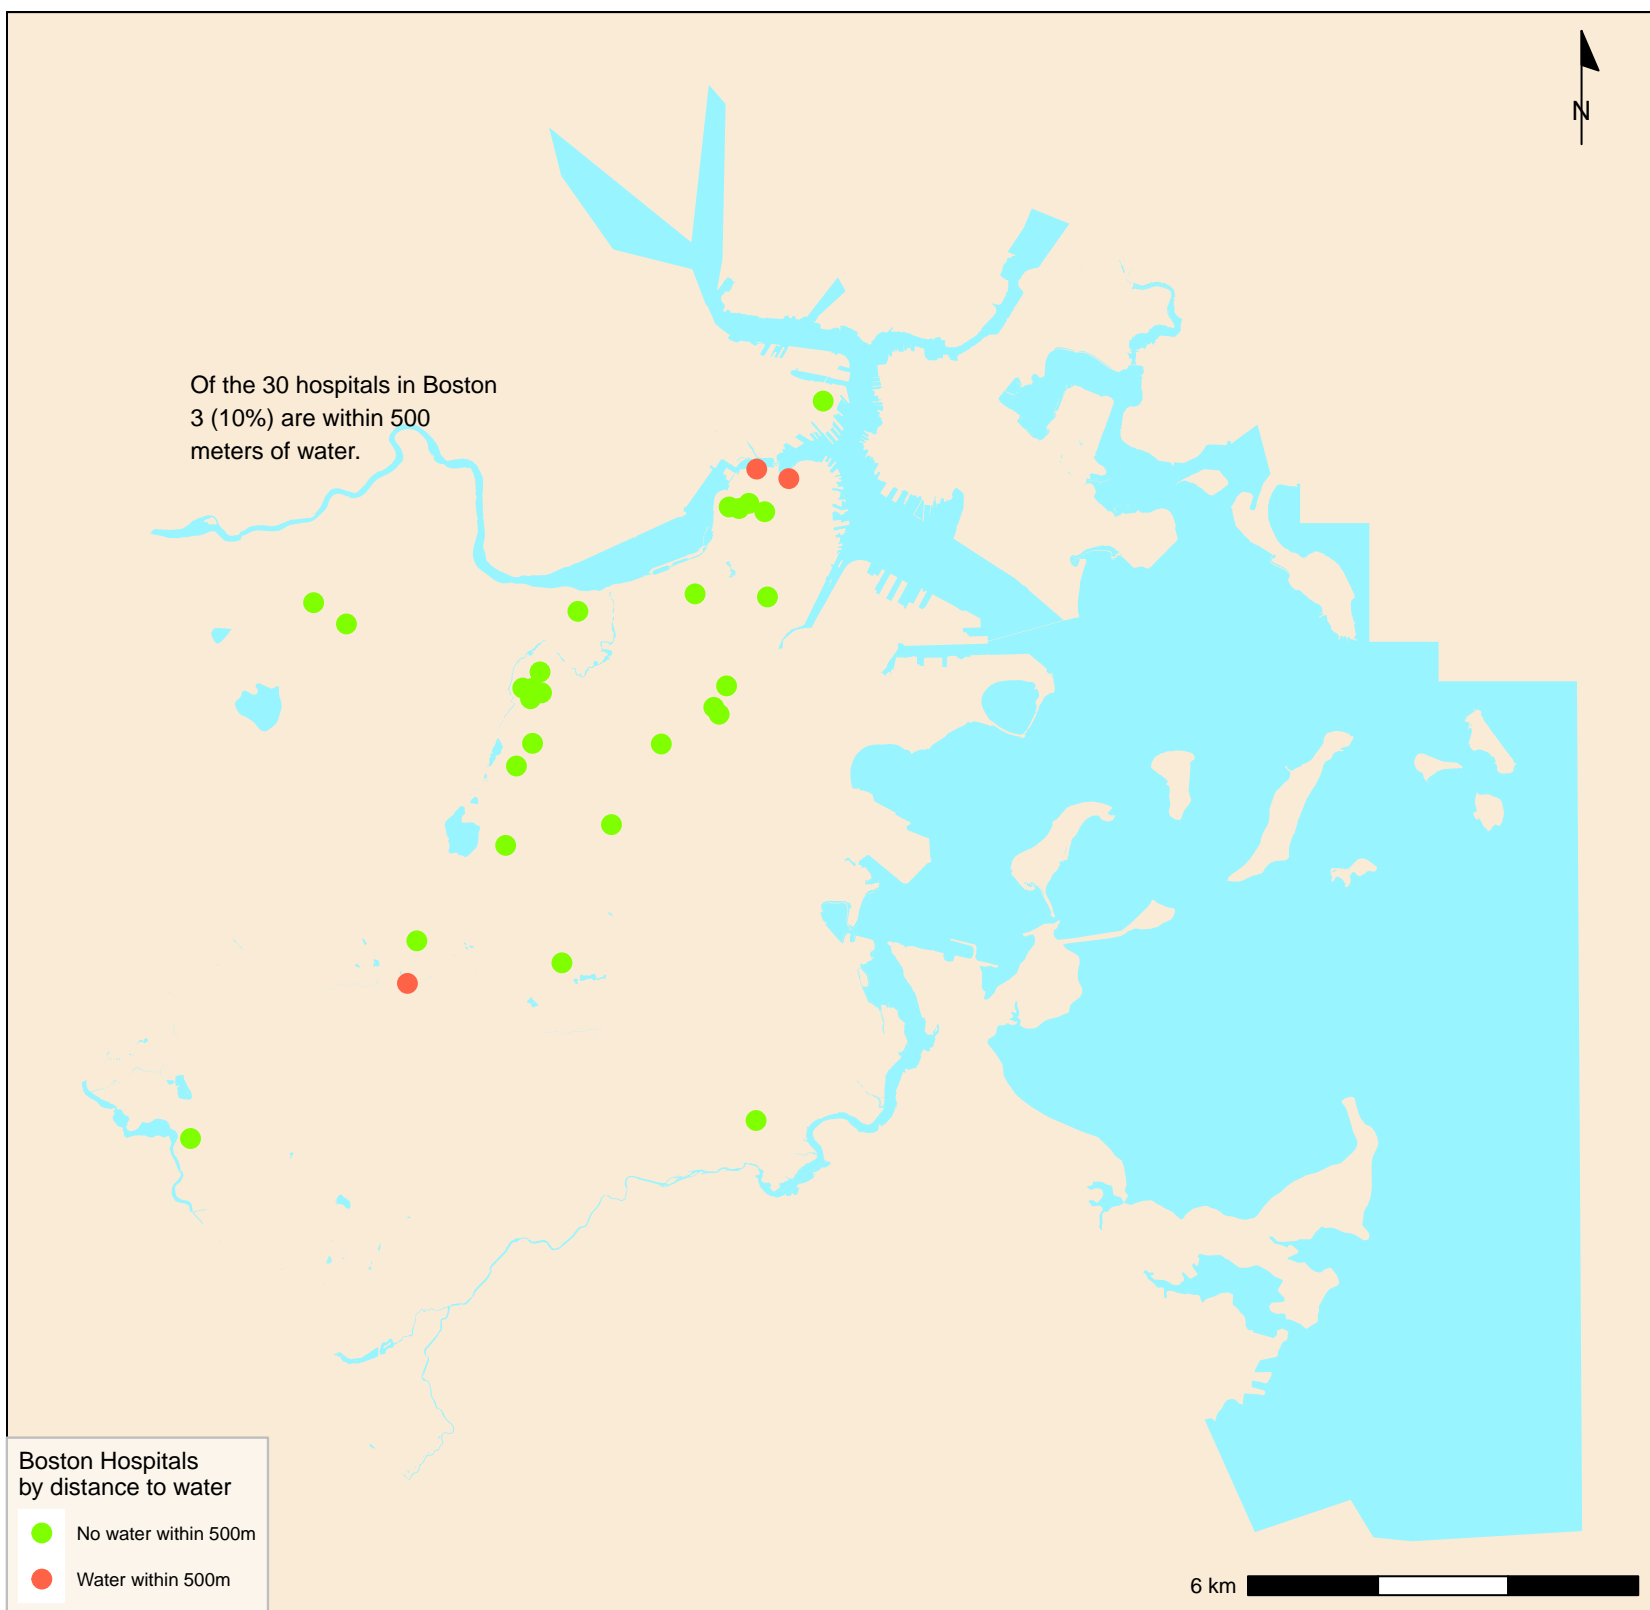 N
Of the 30 hospitals in Boston
3 (10%) are within 500
meters of water.
Boston Hospitals
by distance to water
No water within 500m
Water within 500m
6 km